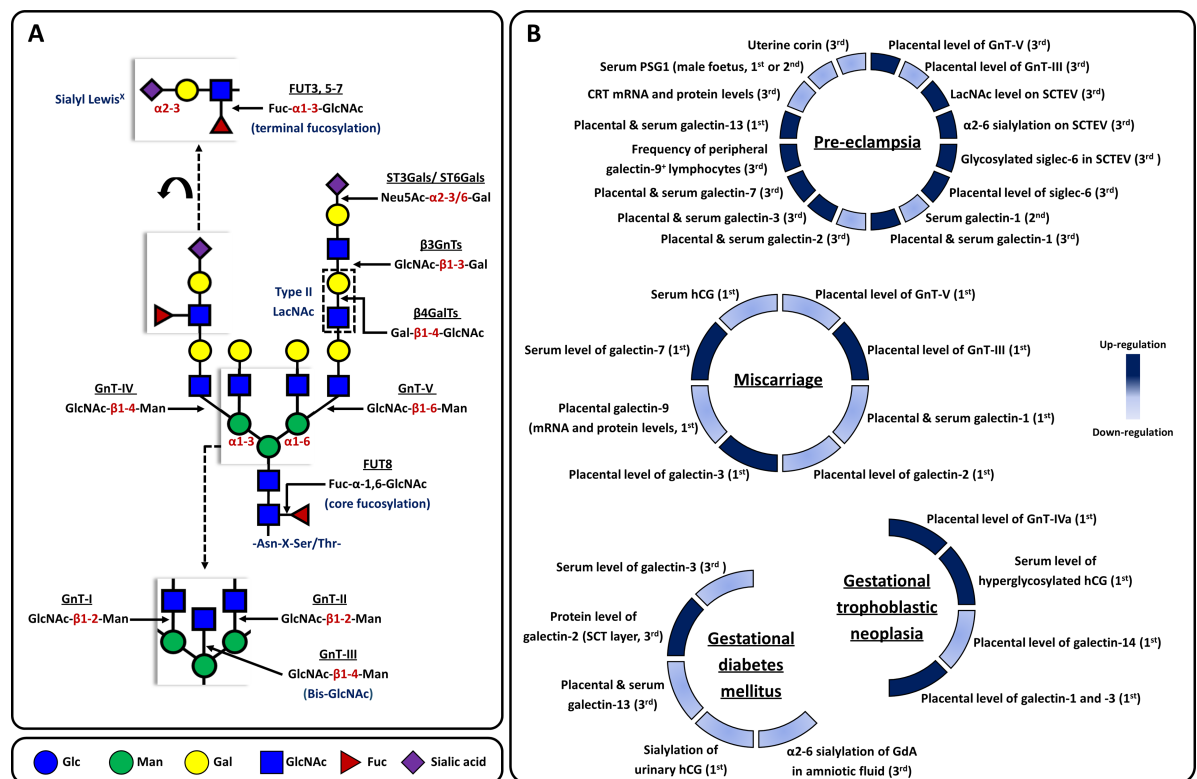 A
Sialyl Lewisˣ
α2-3
FUT3, 5-7
Fuc-α1-3-GlcNAc
(terminal fucosylation)
ST3Gals/ ST6Gals
Neu5Ac-α2-3/6-Gal
β3GnTs
GlcNAc-β1-3-Gal
Type II
LacNAc
β4GalTs
Gal-β1-4-GlcNAc
GnT-IV
GlcNAc-β1-4-Man
GnT-V
GlcNAc-β1-6-Man
α1-3
α1-6
FUT8
Fuc-α-1,6-GlcNAc
(core fucosylation)
-Asn-X-Ser/Thr-
GnT-I
GlcNAc-β1-2-Man
GnT-II
GlcNAc-β1-2-Man
GnT-III
GlcNAc-β1-4-Man
(Bis-GlcNAc)
Glc
Man
Gal
GlcNAc
Fuc
Sialic acid
B
Uterine corin (3rd)
Serum PSG1 (male foetus, 1st or 2nd)
CRT mRNA and protein levels (3rd)
Placental & serum galectin-13 (1st)
Frequency of peripheral
galectin-9⁺ lymphocytes (3rd)
Placental & serum galectin-7 (3rd)
Placental & serum galectin-3 (3rd)
Placental & serum galectin-2 (3rd)
Placental level of GnT-V (3rd)
Placental level of GnT-III (3rd)
LacNAc level on SCTEV (3rd)
α2-6 sialylation on SCTEV (3rd)
Glycosylated siglec-6 in SCTEV (3rd )
Placental level of siglec-6 (3rd)
Serum galectin-1 (2nd)
Placental & serum galectin-1 (3rd)
Pre-eclampsia
Serum hCG (1st)
Serum level of galectin-7 (1st)
Placental galectin-9
(mRNA and protein levels, 1st)
Placental level of galectin-3 (1st)
Placental level of GnT-V (1st)
Placental level of GnT-III (1st)
Placental & serum galectin-1 (1st)
Placental level of galectin-2 (1st)
Miscarriage
Up-regulation
Down-regulation
Serum level of galectin-3 (3rd )
Protein level of
galectin-2 (SCT layer, 3rd)
Placental & serum
galectin-13 (3rd)
Sialylation of
urinary hCG (1st)
α2-6 sialylation of GdA
in amniotic fluid (3rd)
Gestational
diabetes
mellitus
Placental level of GnT-IVa (1st)
Serum level of
hyperglycosylated hCG (1st)
Placental level of galectin-14 (1st)
Placental level of galectin-1 and -3 (1st)
Gestational
trophoblastic
neoplasia